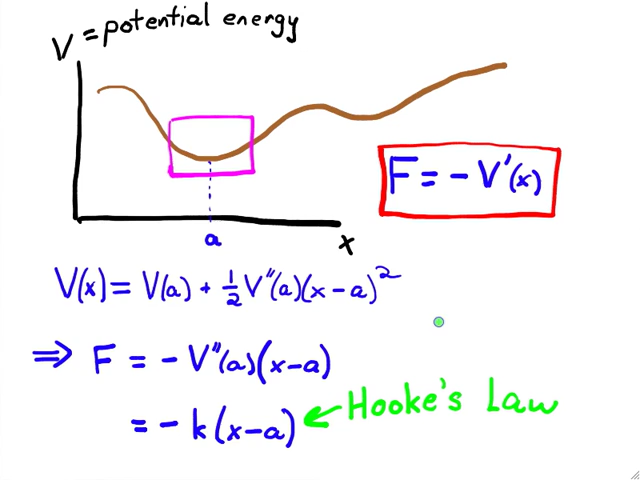 V = potential energy
F = - V'(x)
a
x
V(x) = V(a) + 1/2 V''(a)(x-a)^2
⇒ F = - V''(a)(x-a)
= - k(x-a) ← Hooke's Law